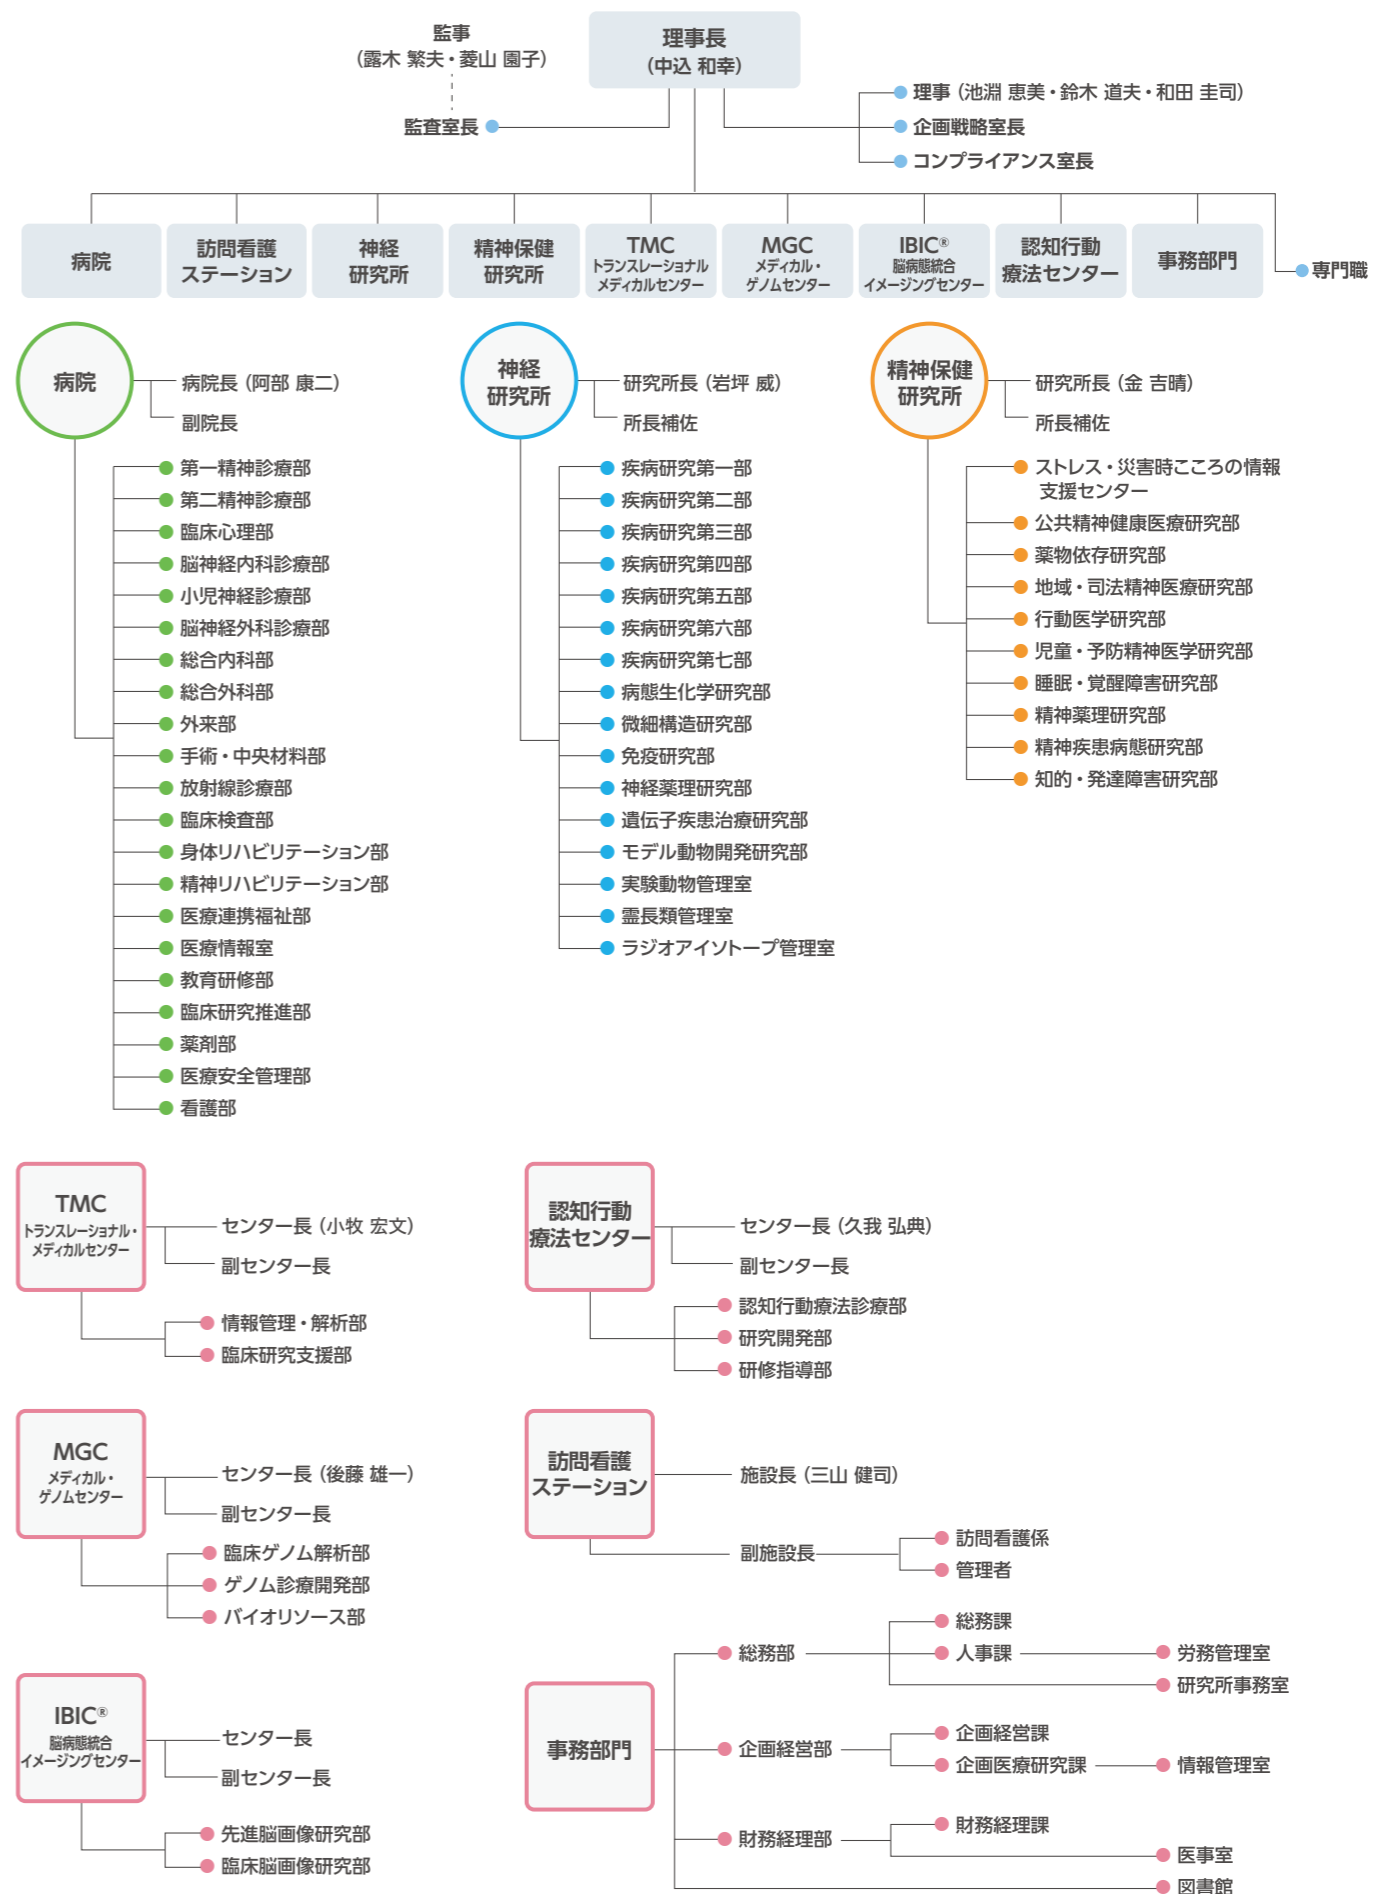 監事
（露木 繁夫・菱山 園子）
理事長
（中込 和幸）
監査室長
理事（池淵 恵美・鈴木 道夫・和田 圭司）
企画戦略室長
コンプライアンス室長
病院
訪問看護
ステーション
神経
研究所
精神保健
研究所
TMC
トランスレーショナル
メディカルセンター
MGC
メディカル・
ゲノムセンター
IBIC®
脳病態統合
イメージングセンター
認知行動
療法センター
事務部門
専門職
病院
病院長（阿部 康二）
副院長
第一精神診療部
第二精神診療部
臨床心理部
脳神経内科診療部
小児神経診療部
脳神経外科診療部
総合内科部
総合外科部
外来部
手術・中央材料部
放射線診療部
臨床検査部
身体リハビリテーション部
精神リハビリテーション部
医療連携福祉部
医療情報室
教育研修部
臨床研究推進部
薬剤部
医療安全管理部
看護部
神経
研究所
研究所長（岩坪 威）
所長補佐
疾病研究第一部
疾病研究第二部
疾病研究第三部
疾病研究第四部
疾病研究第五部
疾病研究第六部
疾病研究第七部
病態生化学研究部
微細構造研究部
免疫研究部
神経薬理研究部
遺伝子疾患治療研究部
モデル動物開発研究部
実験動物管理室
霊長類管理室
ラジオアイソトープ管理室
精神保健
研究所
研究所長（金 吉晴）
所長補佐
ストレス・災害時こころの情報
支援センター
公共精神健康医療研究部
薬物依存研究部
地域・司法精神医療研究部
行動医学研究部
児童・予防精神医学研究部
睡眠・覚醒障害研究部
精神薬理研究部
精神疾患病態研究部
知的・発達障害研究部
TMC
トランスレーショナル・
メディカルセンター
センター長（小牧 宏文）
副センター長
情報管理・解析部
臨床研究支援部
認知行動
療法センター
センター長（久我 弘典）
副センター長
認知行動療法診療部
研究開発部
研修指導部
MGC
メディカル・
ゲノムセンター
センター長（後藤 雄一）
副センター長
臨床ゲノム解析部
ゲノム診療開発部
バイオリソース部
訪問看護
ステーション
施設長（三山 健司）
副施設長
訪問看護係
管理者
IBIC®
脳病態統合
イメージングセンター
センター長
副センター長
先進脳画像研究部
臨床脳画像研究部
事務部門
総務部
総務課
人事課
労務管理室
研究所事務室
企画経営部
企画経営課
企画医療研究課
情報管理室
財務経理部
財務経理課
医事室
図書館